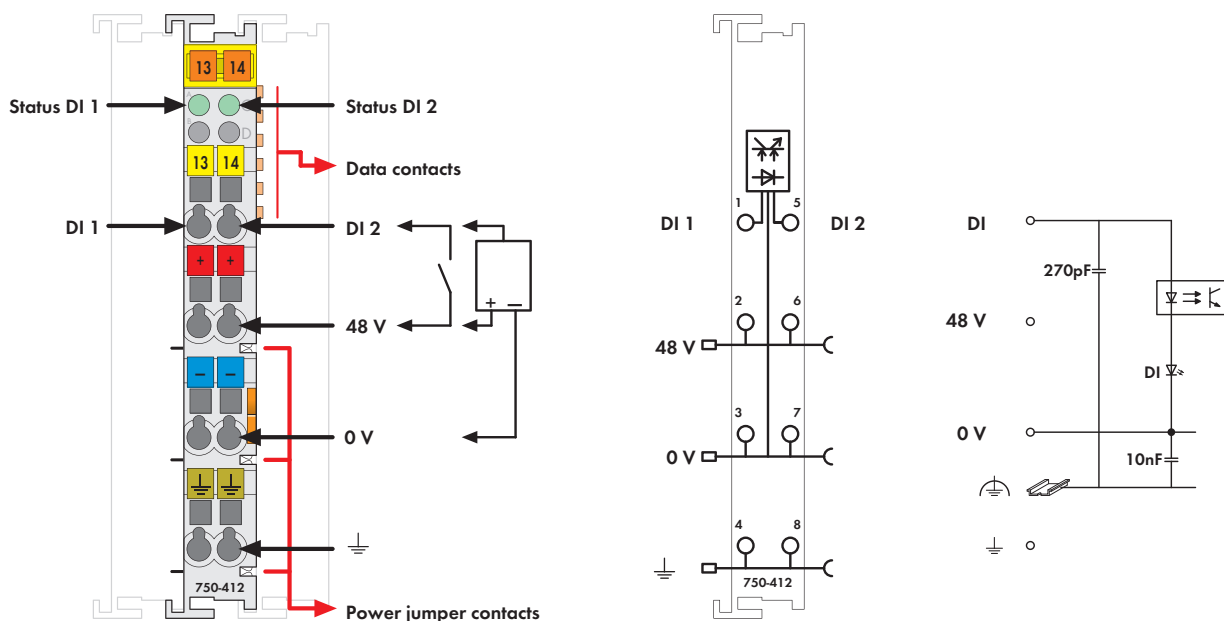 13 14
A C
B D
Status DI 1
Status DI 2
13 14
Data contacts
DI 1
DI 2
+ +
+ −
48 V
− −
0 V
750-412
Power jumper contacts
1 5
DI 1
DI 2
2 6
48 V
3 7
0 V
4 8
750-412
DI
270pF
48 V
DI
0 V
10nF